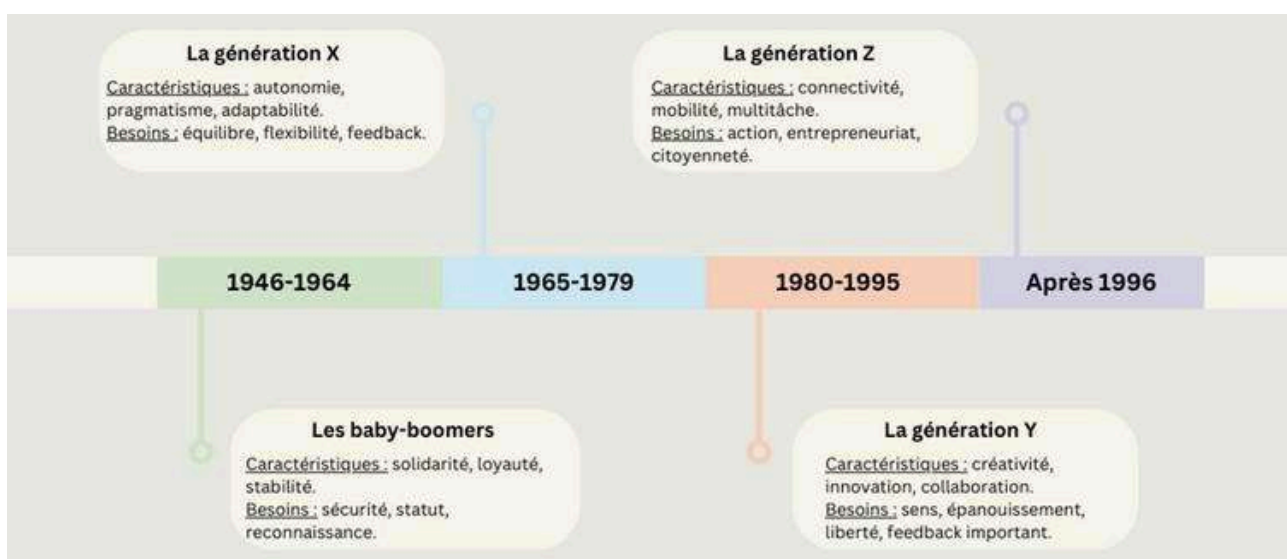 La génération X
Caractéristiques : autonomie,
pragmatisme, adaptabilité.
Besoins : équilibre, flexibilité, feedback.
La génération Z
Caractéristiques : connectivité,
mobilité, multitâche.
Besoins : action, entrepreneuriat,
citoyenneté.
1946-1964
1965-1979
1980-1995
Après 1996
Les baby-boomers
Caractéristiques : solidarité, loyauté,
stabilité.
Besoins : sécurité, statut,
reconnaissance.
La génération Y
Caractéristiques : créativité,
innovation, collaboration.
Besoins : sens, épanouissement,
liberté, feedback important.